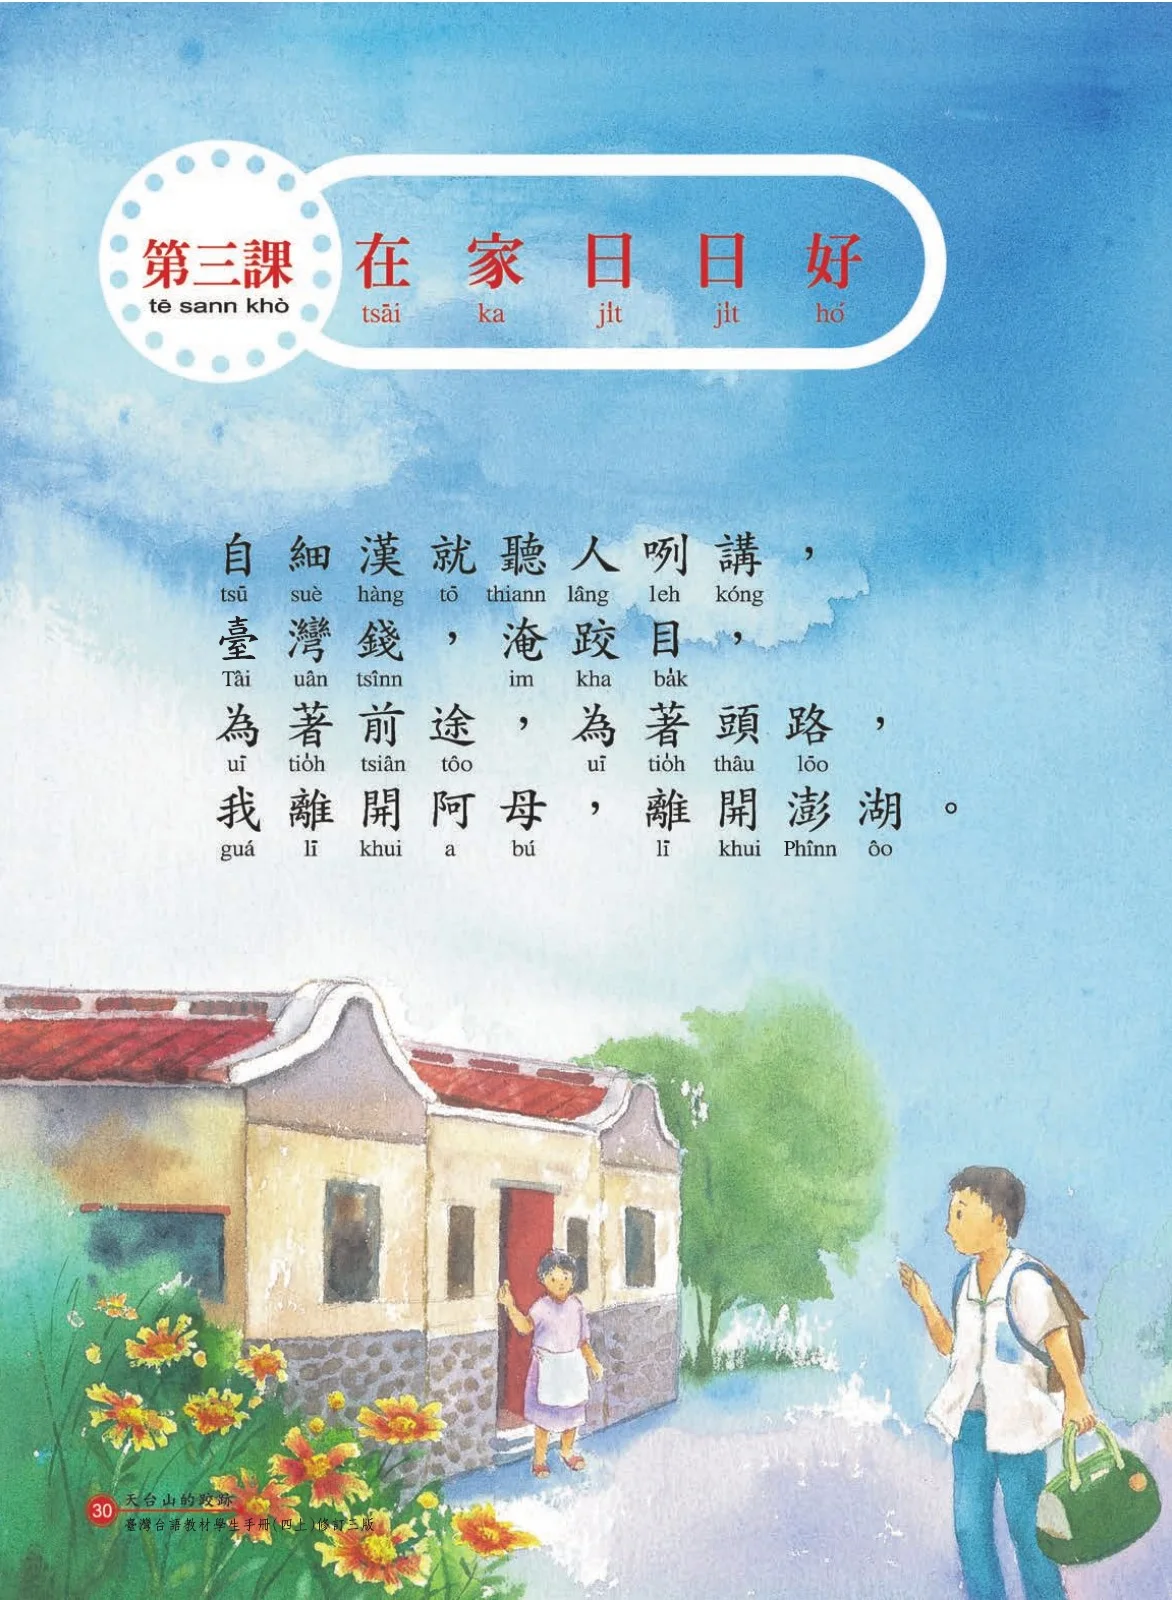 第三課
tē sann khò
在家日日好
tsāi ka ji̍t ji̍t hó
自細漢就聽人咧講，
tsū suè hàng tō thiann lâng leh kóng
臺灣錢，淹跤目，
Tâi uân tsînn im kha ba̍k
為著前途，為著頭路，
uī tio̍h tsiân tôo uī tio̍h thâu lōo
我離開阿母，離開澎湖。
guá lī khui a bú lī khui Phînn ôo
天台山的跤跡
30
臺灣台語教材學生手冊(四上)修訂三版